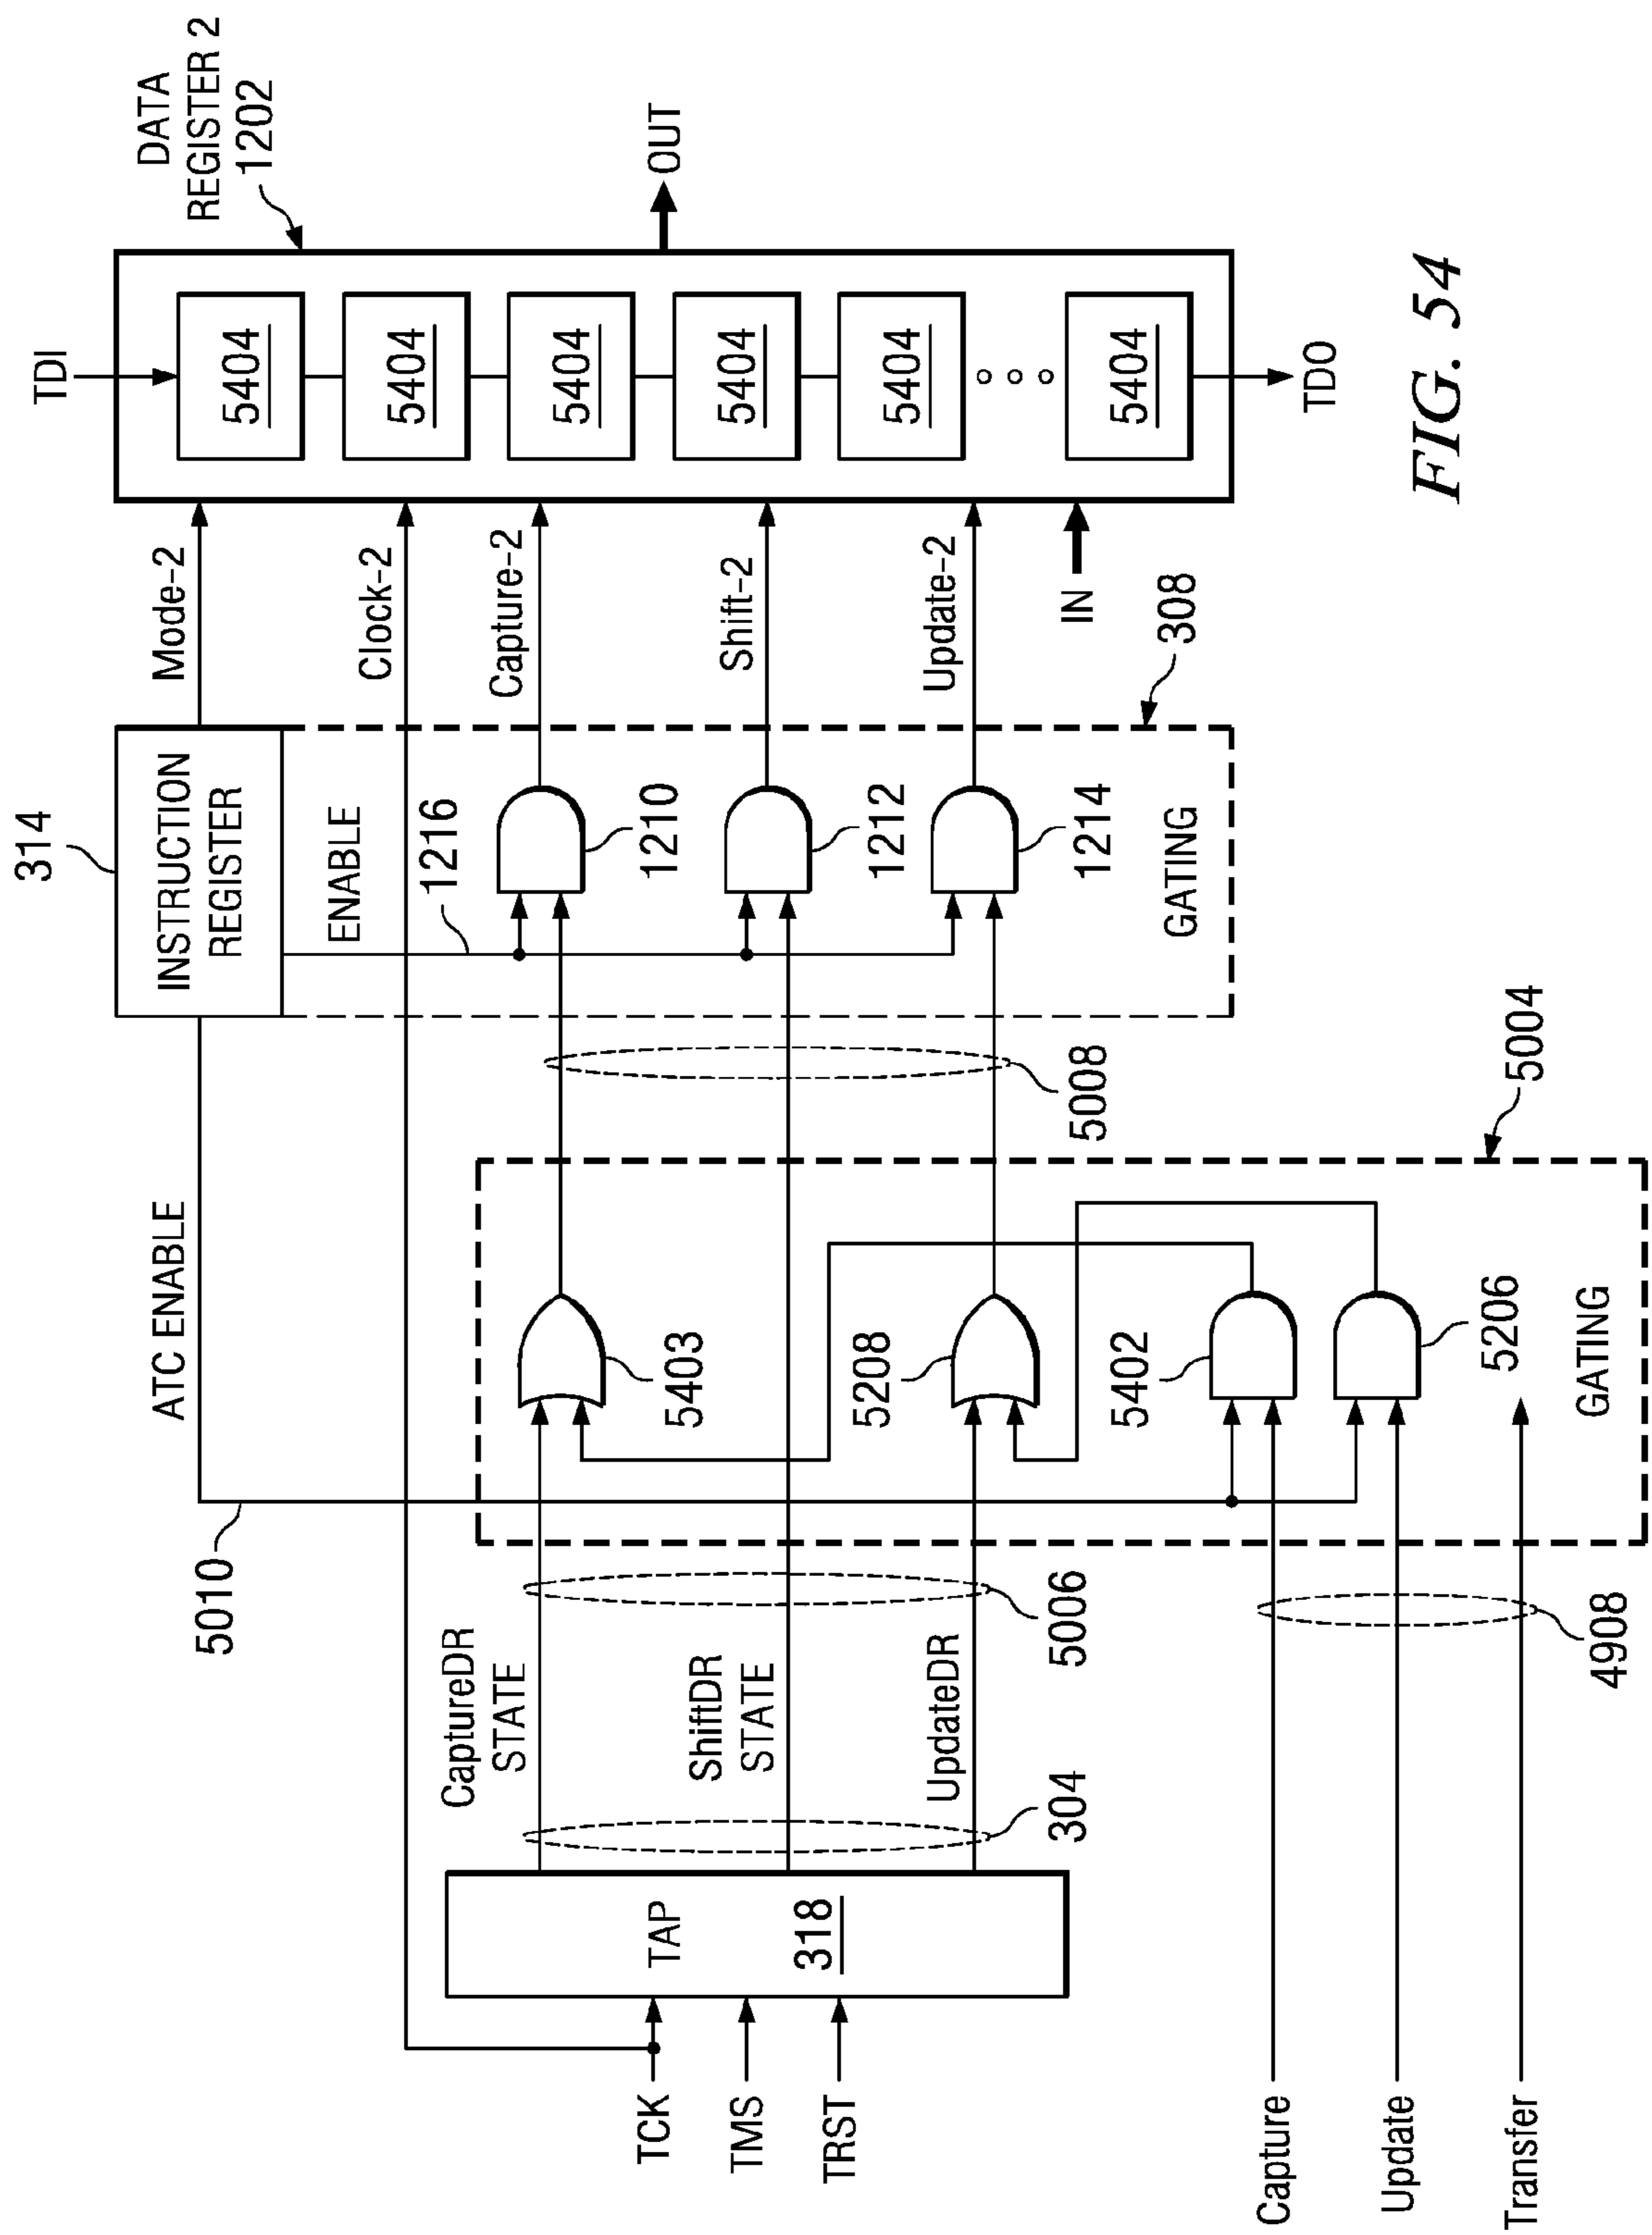 314
INSTRUCTION
REGISTER
DATA
REGISTER 2
1202
TDI
5404
5404
5404
5404
5404
5404
TDO
OUT
IN
Mode-2
Clock-2
Capture-2
Shift-2
Update-2
ENABLE
1216
1210
1212
1214
GATING
308
ATC ENABLE
5010
5008
5403
5208
5402
5206
GATING
5004
CaptureDR
STATE
ShiftDR
STATE
UpdateDR
5006
304
4908
TAP
318
TCK
TMS
TRST
Capture
Update
Transfer
FIG. 54